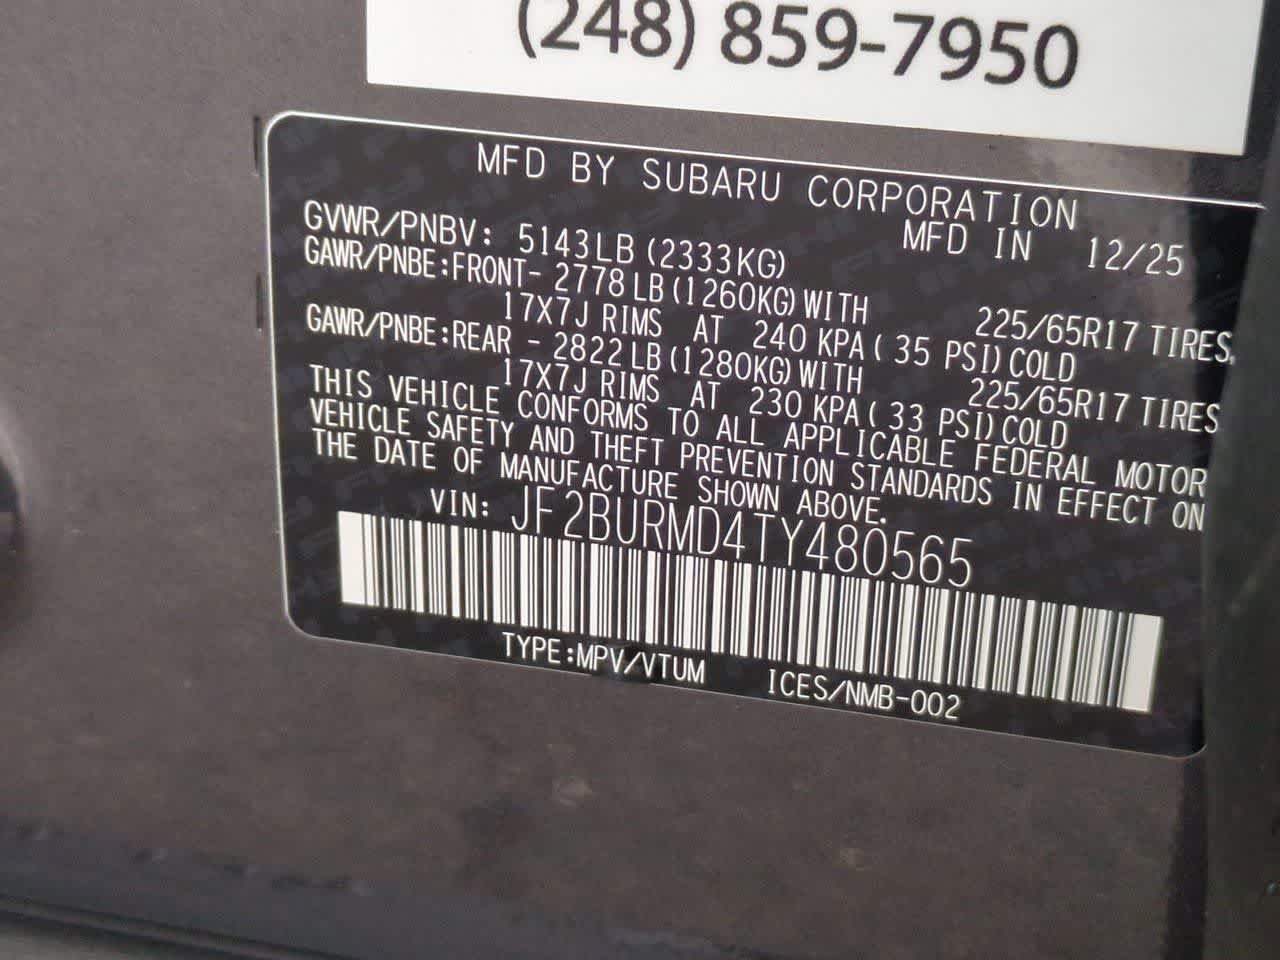 (248) 859-7950
MFD BY SUBARU CORPORATION
MFD IN 12/25
GVWR/PNBV: 5143LB (2333KG)
GAWR/PNBE:FRONT- 2778 LB (1260KG) WITH 225/65R17 TIRES,
17X7J RIMS AT 240 KPA ( 35 PSI) COLD
GAWR/PNBE:REAR - 2822 LB (1280KG) WITH 225/65R17 TIRES
17X7J RIMS AT 230 KPA ( 33 PSI) COLD
THIS VEHICLE CONFORMS TO ALL APPLICABLE FEDERAL MOTOR
VEHICLE SAFETY AND THEFT PREVENTION STANDARDS IN EFFECT ON
THE DATE OF MANUFACTURE SHOWN ABOVE.
VIN: JF2BURMD4TY480565
TYPE:MPV/VTUM ICES/NMB-002